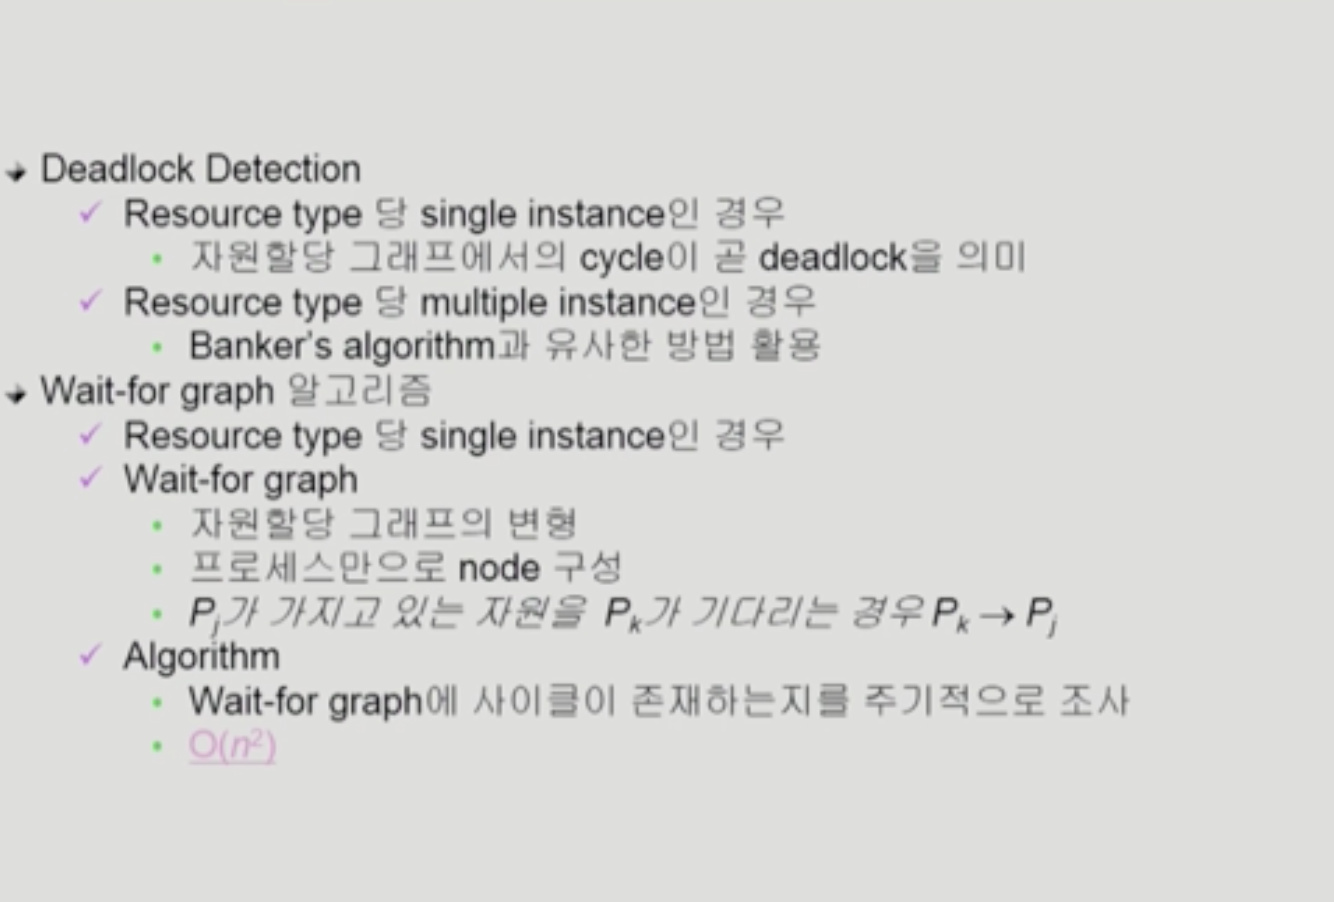 Deadlock Detection
Resource type 당 single instance인 경우
자원할당 그래프에서의 cycle이 곧 deadlock을 의미
Resource type 당 multiple instance인 경우
Banker's algorithm과 유사한 방법 활용
Wait-for graph 알고리즘
Resource type 당 single instance인 경우
Wait-for graph
자원할당 그래프의 변형
프로세스만으로 node 구성
Pj가 가지고 있는 자원을 Pk가 기다리는 경우 Pk → Pj
Algorithm
Wait-for graph에 사이클이 존재하는지를 주기적으로 조사
O(n²)